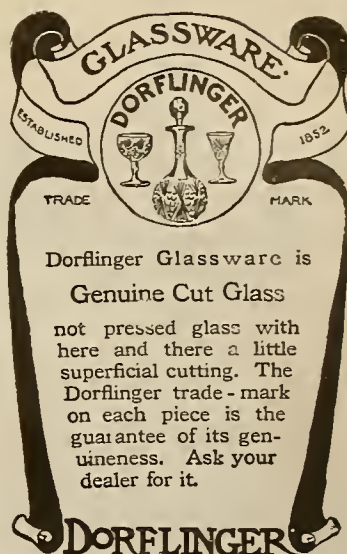 GLASSWARE.
DORFLINGER
ESTABLISHED
1852
TRADE MARK
Dorflinger Glassware is
Genuine Cut Glass
not pressed glass with
here and there a little
superficial cutting. The
Dorflinger trade-mark
on each piece is the
guarantee of its gen-
uineness. Ask your
dealer for it.
DORFLINGER